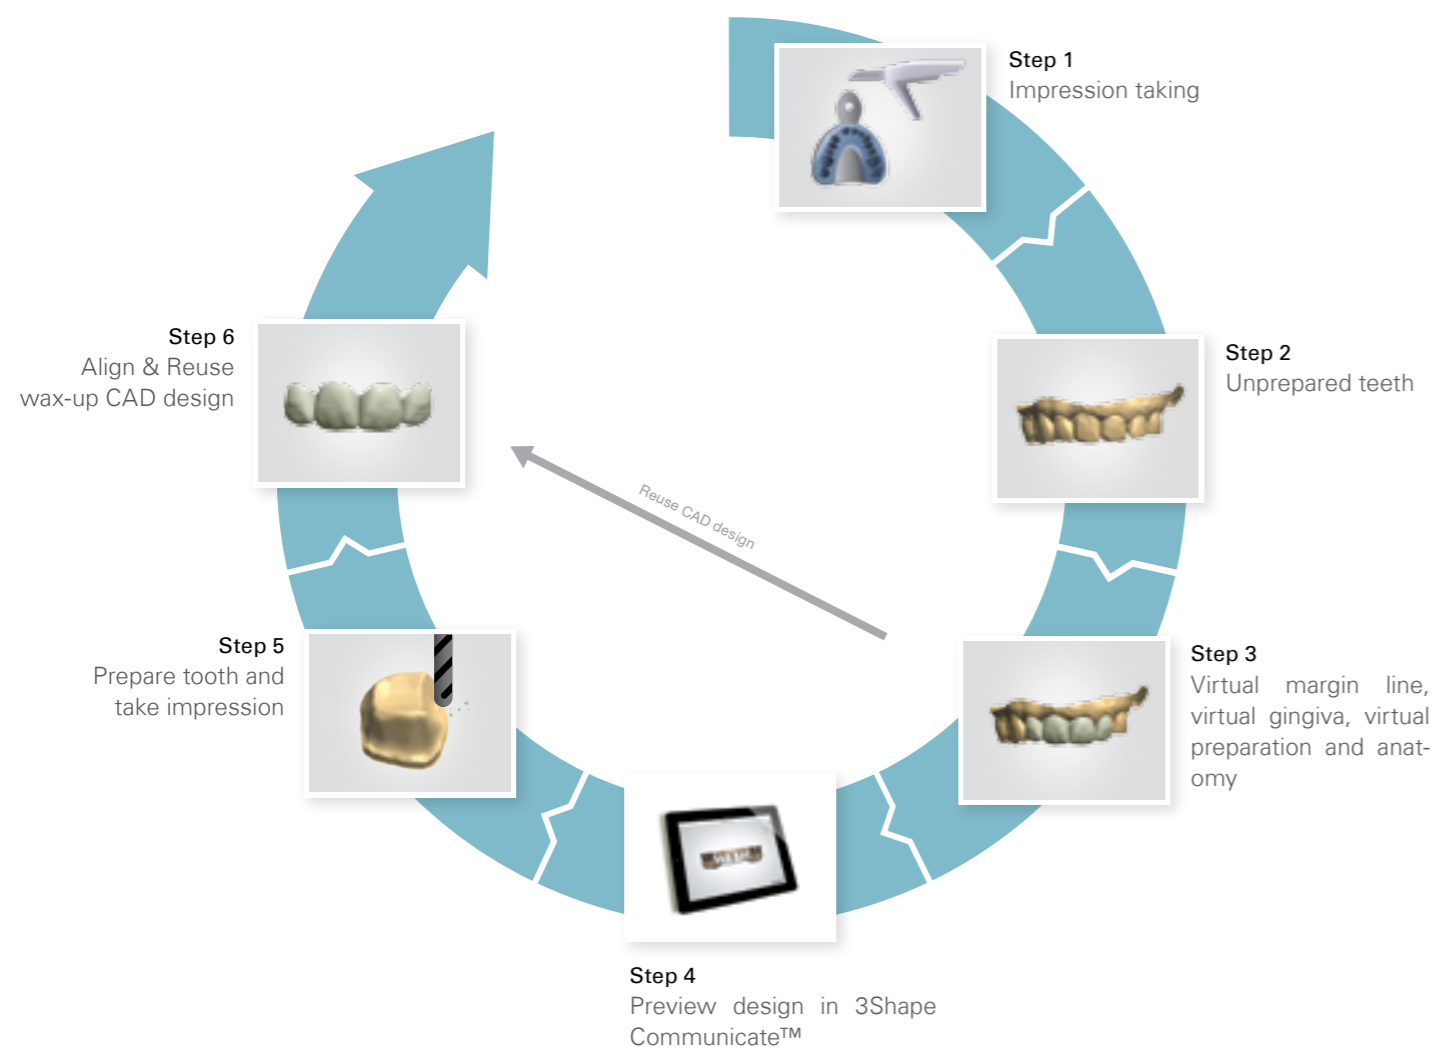 Step 1
Impression taking
Step 2
Unprepared teeth
Step 3
Virtual margin line,
virtual gingiva, virtual
preparation and anat-
omy
Step 4
Preview design in 3Shape
Communicate™
Step 5
Prepare tooth and
take impression
Step 6
Align & Reuse
wax-up CAD design
Reuse CAD design